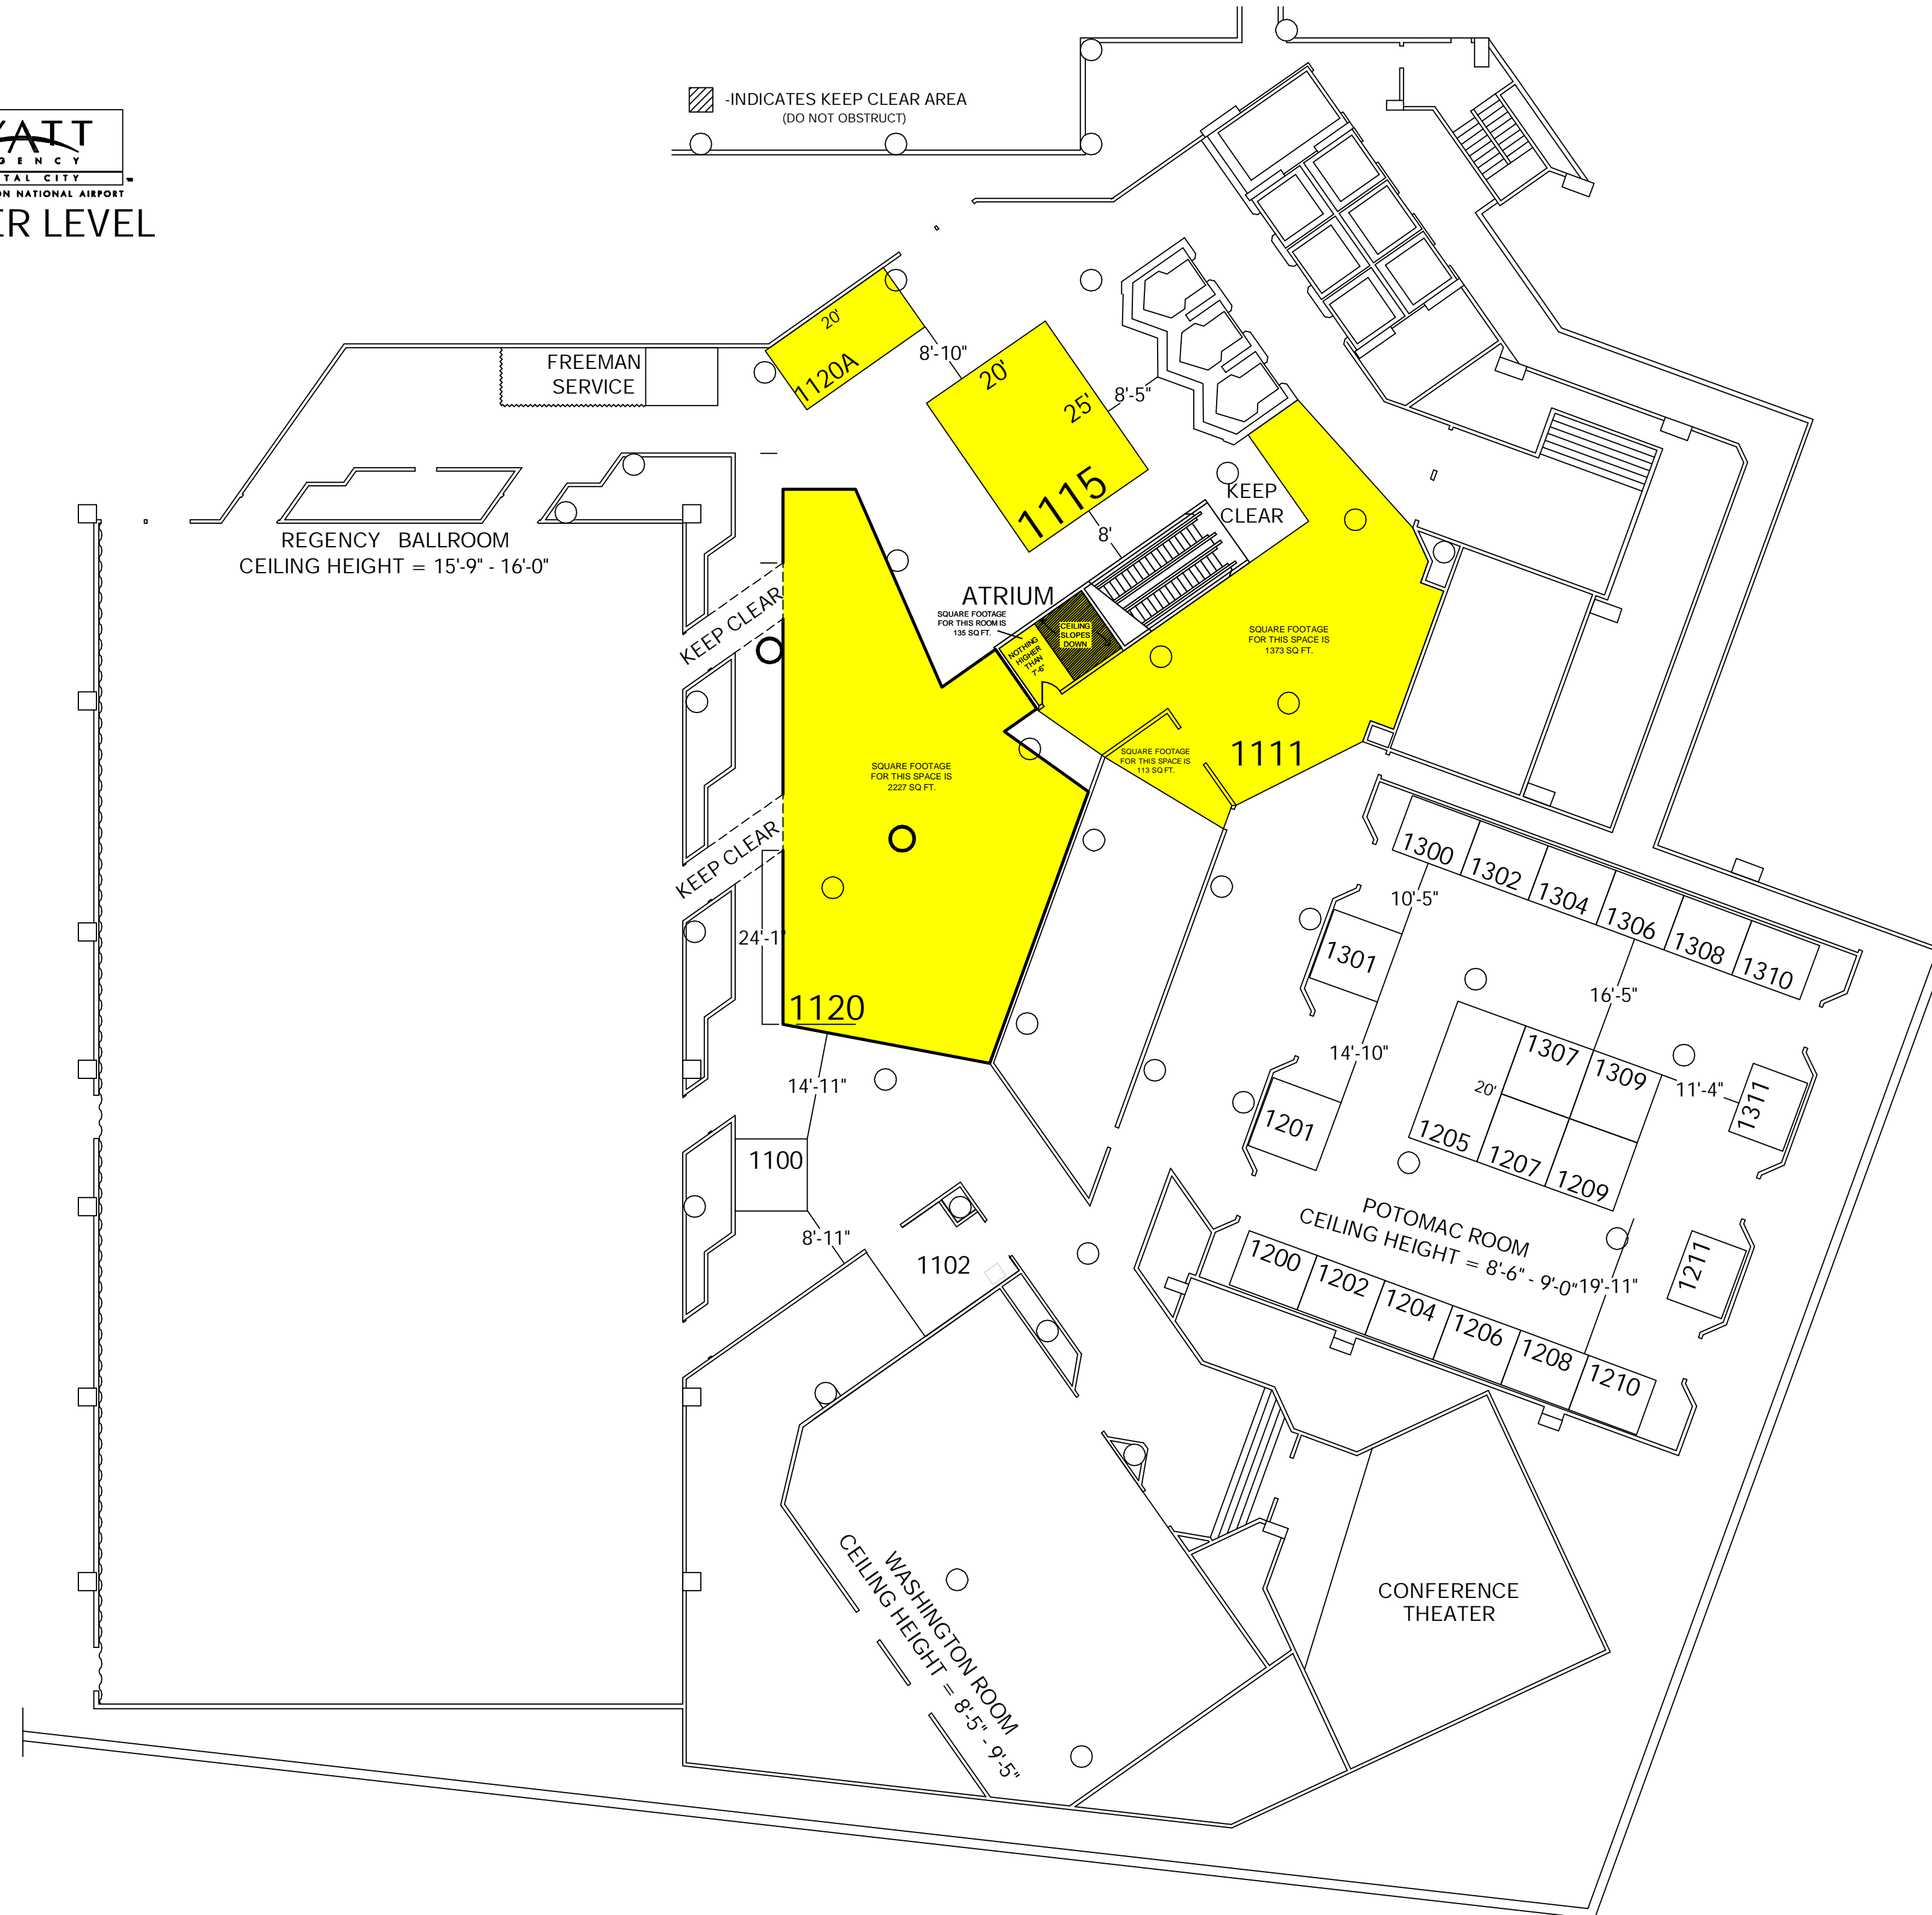 -INDICATES KEEP CLEAR AREA
(DO NOT OBSTRUCT)
YATT
GENCY
TAL CITY
ON NATIONAL AIRPORT
ER LEVEL
20'
1120A
8'-10"
FREEMAN
SERVICE
20'
25'
1115
8'-5"
8'
KEEP
CLEAR
REGENCY BALLROOM
CEILING HEIGHT = 15'-9" - 16'-0"
KEEP CLEAR
ATRIUM
SQUARE FOOTAGE
FOR THIS ROOM IS
135 SQ FT.
CEILING
SLOPES
DOWN
NOTHING
HIGHER
THAN
7'-6"
SQUARE FOOTAGE
FOR THIS SPACE IS
1373 SQ FT.
1111
SQUARE FOOTAGE
FOR THIS SPACE IS
113 SQ FT.
SQUARE FOOTAGE
FOR THIS SPACE IS
2227 SQ FT.
KEEP CLEAR
24'-1"
1120
14'-11"
1100
8'-11"
1102
1300
1302
1304
1306
1308
1310
10'-5"
1301
16'-5"
14'-10"
1307
1309
20'
11'-4"
1311
1201
1205
1207
1209
POTOMAC ROOM
CEILING HEIGHT = 8'-6" - 9'-0"
19'-11"
1211
1200
1202
1204
1206
1208
1210
WASHINGTON ROOM
CEILING HEIGHT = 8'-5" - 9'-5"
CONFERENCE
THEATER